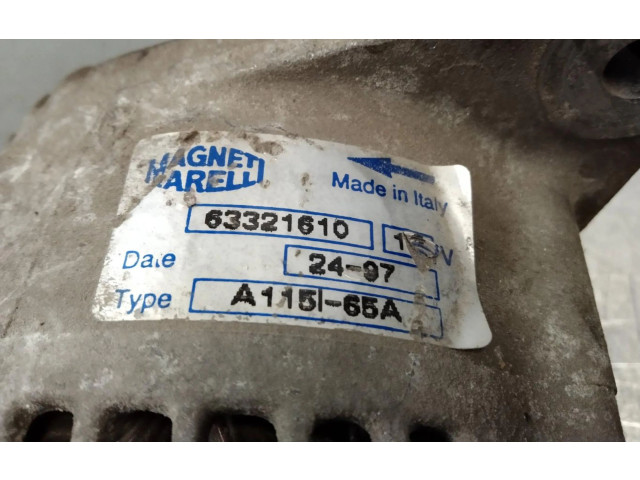 MAGNETI
MARELLI
Made in Italy
63321610
V
Date 24-97
Type A115I-65A